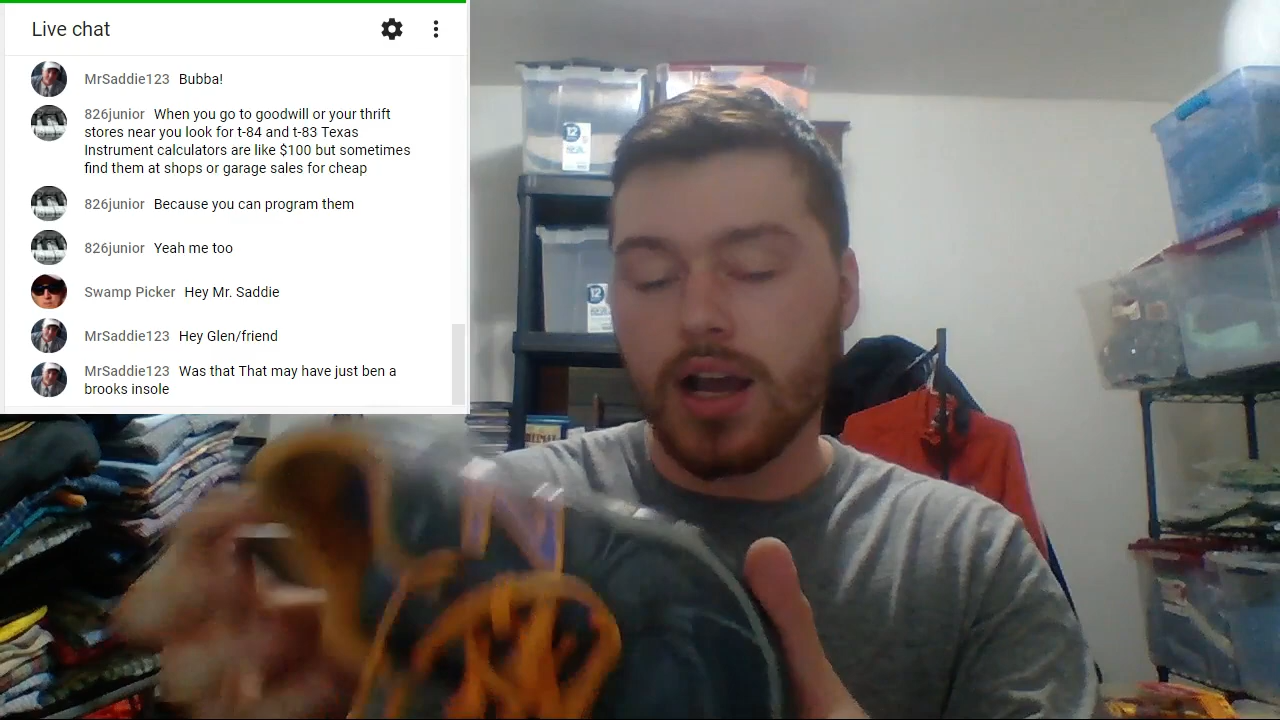 Live chat
MrSaddie123 Bubba!
826junior When you go to goodwill or your thrift
stores near you look for t-84 and t-83 Texas
Instrument calculators are like $100 but sometimes
find them at shops or garage sales for cheap
826junior Because you can program them
826junior Yeah me too
Swamp Picker Hey Mr. Saddie
MrSaddie123 Hey Glen/friend
MrSaddie123 Was that That may have just ben a
brooks insole
12
12
N